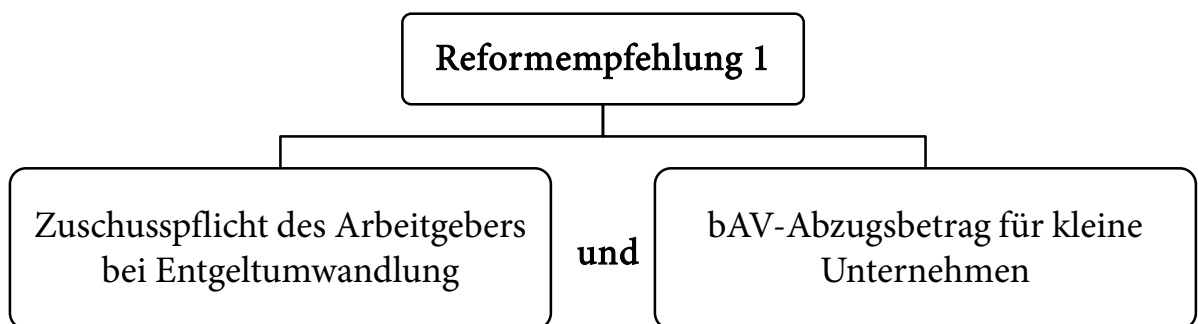 Reformempfehlung 1
Zuschusspflicht des Arbeitgebers
bei Entgeltumwandlung
und
bAV-Abzugsbetrag für kleine
Unternehmen